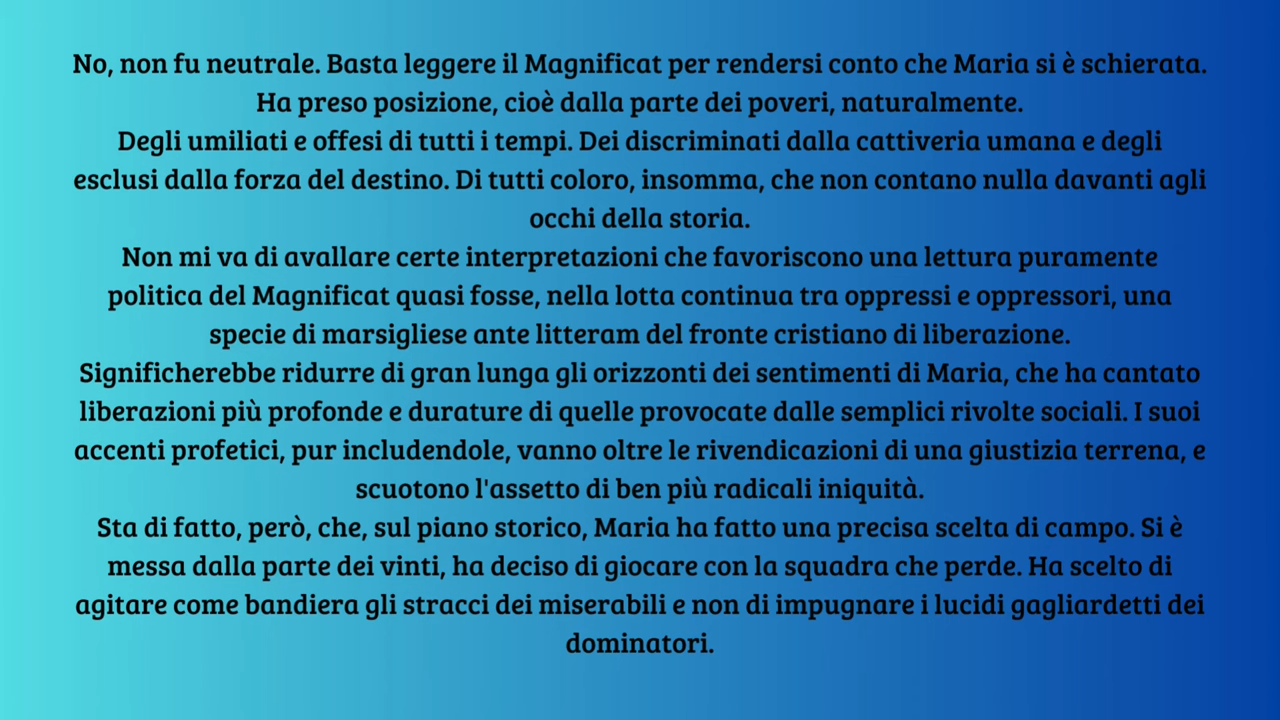 No, non fu neutrale. Basta leggere il Magnificat per rendersi conto che Maria si è schierata.
Ha preso posizione, cioè dalla parte dei poveri, naturalmente.
Degli umiliati e offesi di tutti i tempi. Dei discriminati dalla cattiveria umana e degli
esclusi dalla forza del destino. Di tutti coloro, insomma, che non contano nulla davanti agli
occhi della storia.
Non mi va di avallare certe interpretazioni che favoriscono una lettura puramente
politica del Magnificat quasi fosse, nella lotta continua tra oppressi e oppressori, una
specie di marsigliese ante litteram del fronte cristiano di liberazione.
Significherebbe ridurre di gran lunga gli orizzonti dei sentimenti di Maria, che ha cantato
liberazioni più profonde e durature di quelle provocate dalle semplici rivolte sociali. I suoi
accenti profetici, pur includendole, vanno oltre le rivendicazioni di una giustizia terrena, e
scuotono l'assetto di ben più radicali iniquità.
Sta di fatto, però, che, sul piano storico, Maria ha fatto una precisa scelta di campo. Si è
messa dalla parte dei vinti, ha deciso di giocare con la squadra che perde. Ha scelto di
agitare come bandiera gli stracci dei miserabili e non di impugnare i lucidi gagliardetti dei
dominatori.